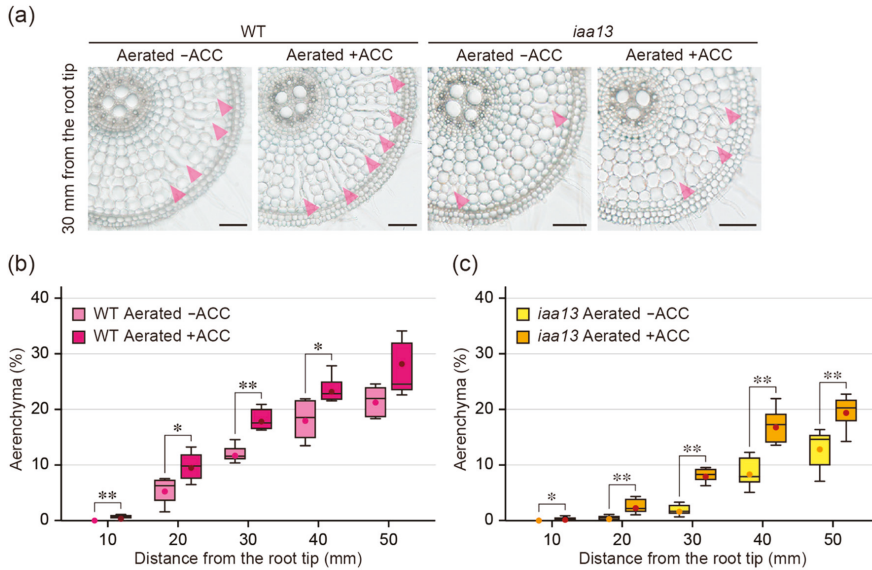 (a)
WT
iaa13
Aerated −ACC
Aerated +ACC
Aerated −ACC
Aerated +ACC
30 mm from the root tip
(b)
40
30
20
10
0
Aerenchyma (%)
WT Aerated −ACC
WT Aerated +ACC
**
*
**
*
10
20
30
40
50
Distance from the root tip (mm)
(c)
40
30
20
10
0
Aerenchyma (%)
iaa13 Aerated −ACC
iaa13 Aerated +ACC
*
**
**
**
**
10
20
30
40
50
Distance from the root tip (mm)